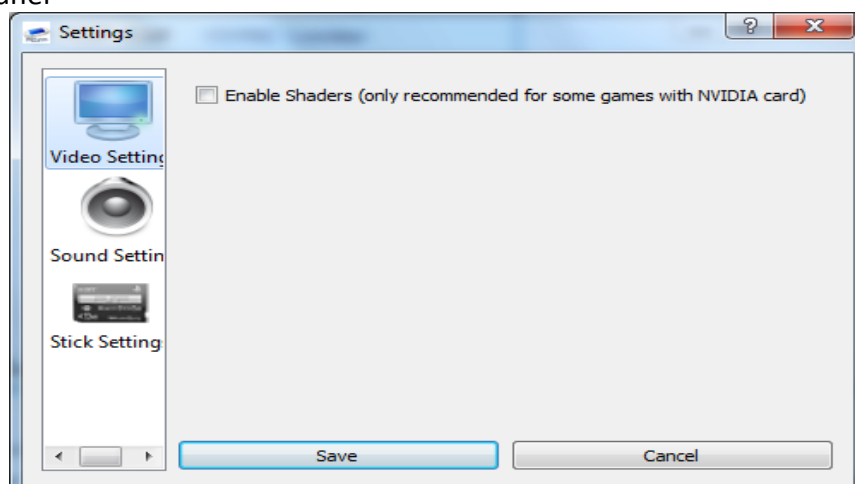 Settings
Enable Shaders (only recommended for some games with NVIDIA card)
Video Setting
Sound Settin
Stick Setting
Save
Cancel